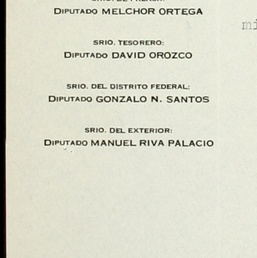 DIPUTADO MELCHOR ORTEGA
SRIO. TESORERO:
DIPUTADO DAVID OROZCO
SRIO. DEL DISTRITO FEDERAL:
DIPUTADO GONZALO N. SANTOS
SRIO. DEL EXTERIOR:
DIPUTADO MANUEL RIVA PALACIO